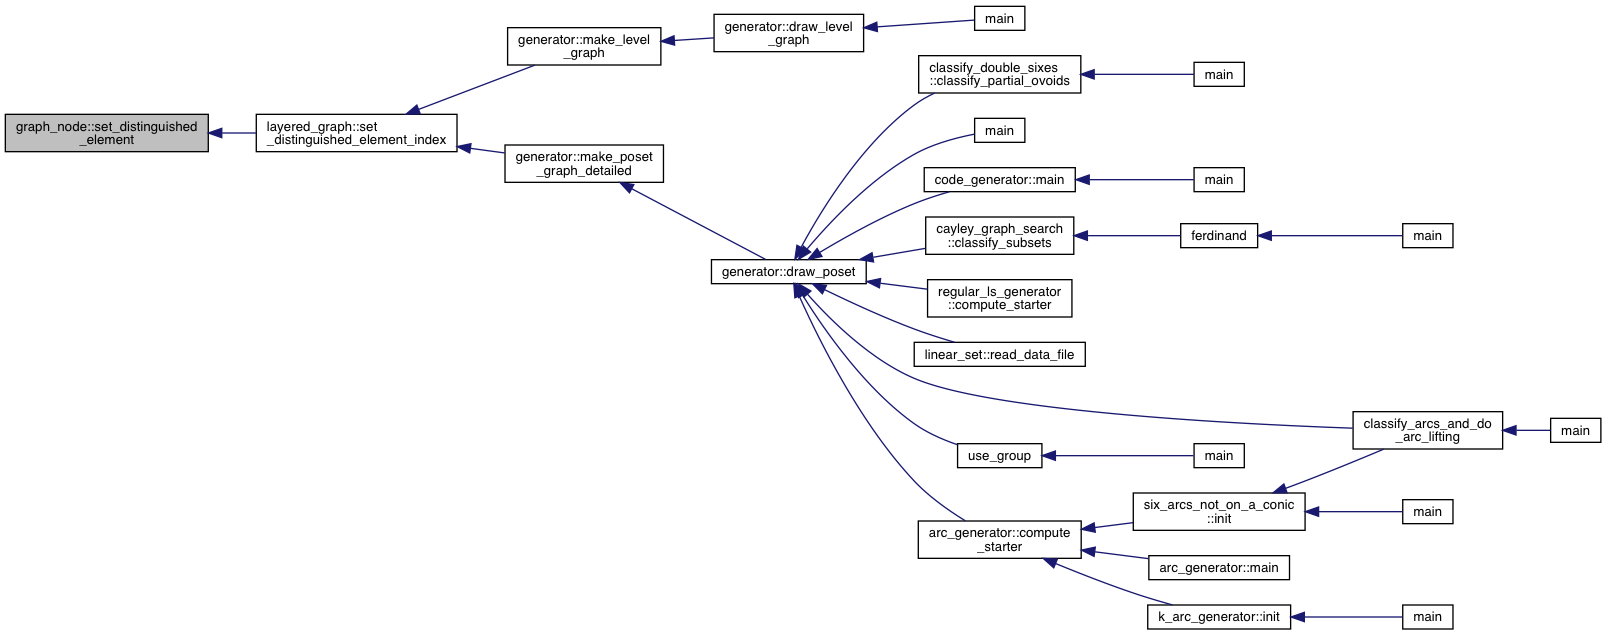 graph_node::set_distinguished
_element
layered_graph::set
_distinguished_element_index
generator::make_level
_graph
generator::draw_level
_graph
main
generator::make_poset
_graph_detailed
generator::draw_poset
classify_double_sixes
::classify_partial_ovoids
main
main
code_generator::main
main
cayley_graph_search
::classify_subsets
ferdinand
main
regular_ls_generator
::compute_starter
linear_set::read_data_file
classify_arcs_and_do
_arc_lifting
main
use_group
main
arc_generator::compute
_starter
six_arcs_not_on_a_conic
::init
main
arc_generator::main
k_arc_generator::init
main